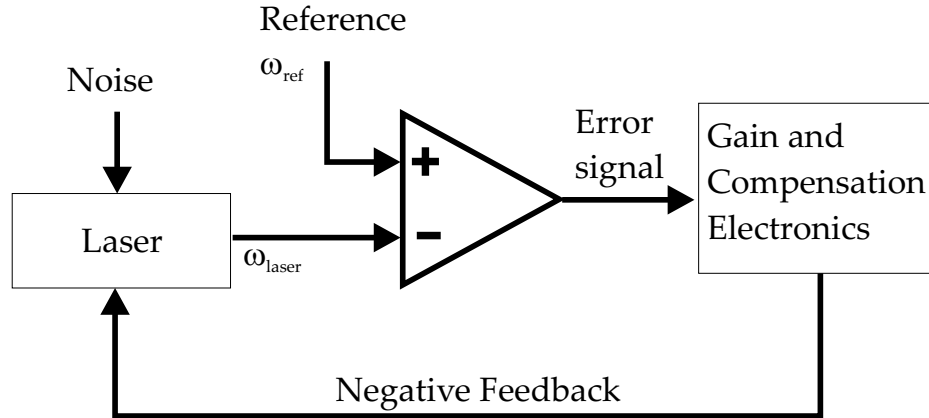 Reference
ω_ref
Noise
+
Error
signal
Gain and
Compensation
Electronics
Laser
ω_laser
−
Negative Feedback